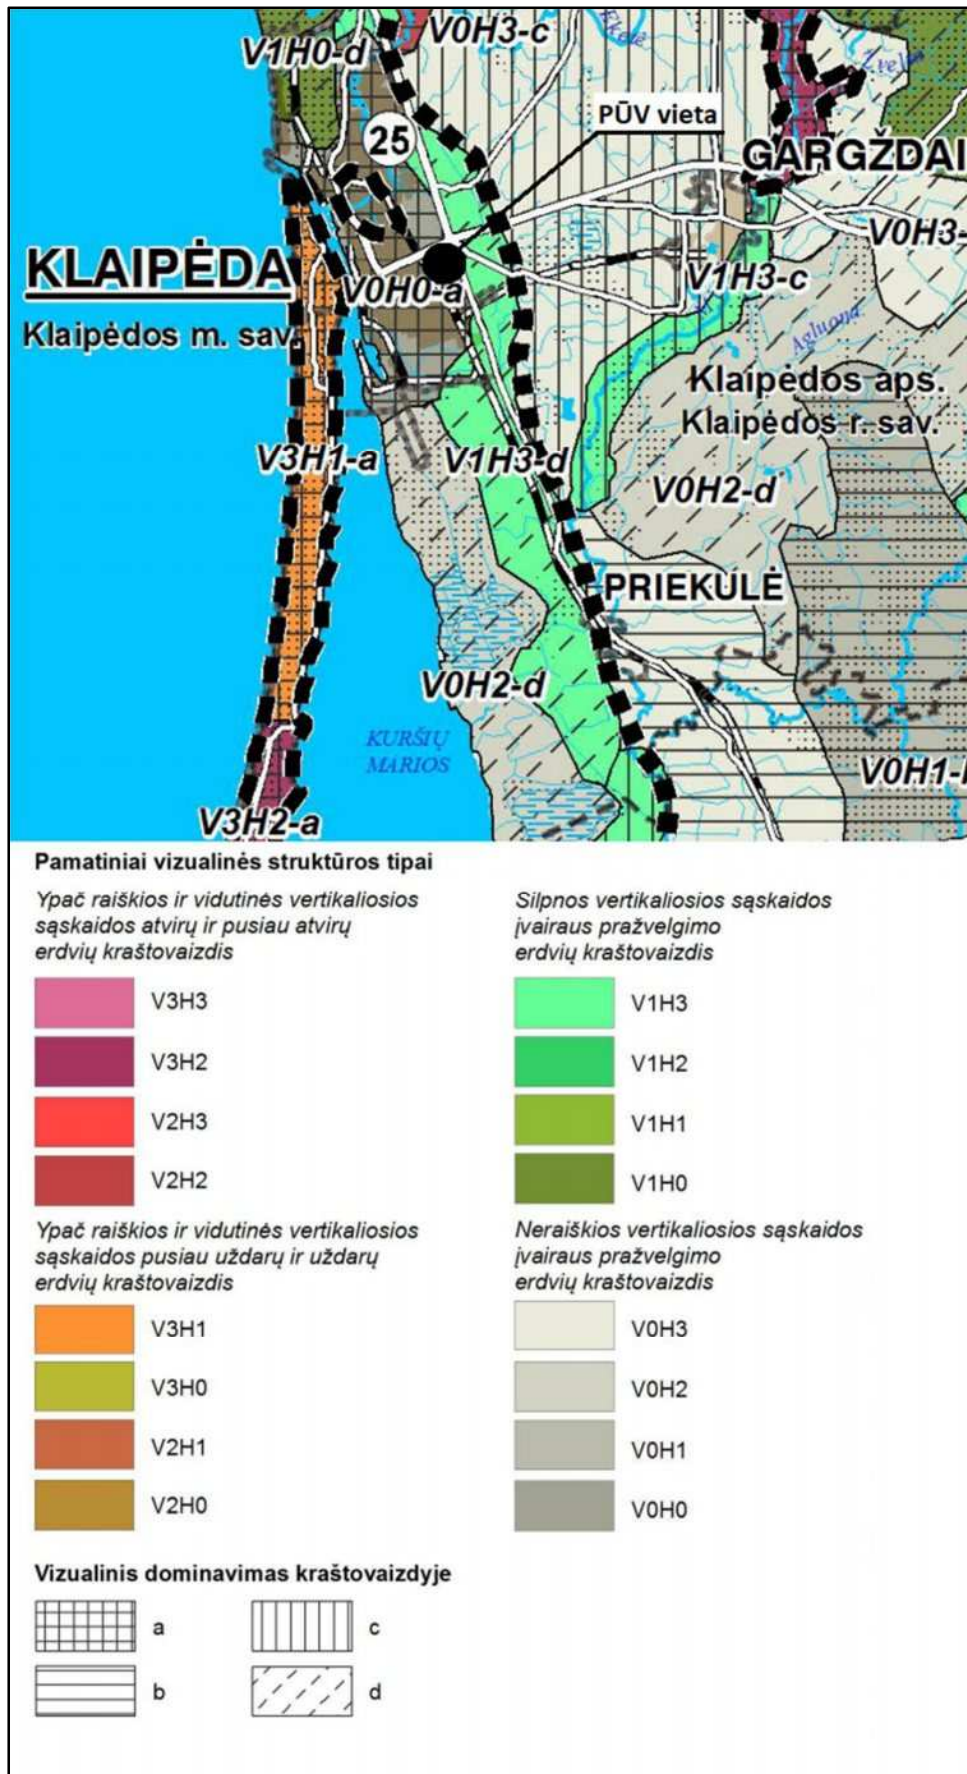 V1H0-d
V0H3-c
Ekelė
PŪV vieta
25
GARGŽDAI
V0H3-
KLAIPĖDA
Klaipėdos m. sav.
V0H0-a
V1H3-c
Agluona
Klaipėdos aps.
Klaipėdos r. sav.
V3H1-a
V1H3-d
V0H2-d
PRIEKULĖ
V0H2-d
KURŠIŲ
MARIOS
V0H1-
V3H2-a
Pamatiniai vizualinės struktūros tipai
Ypač raiškios ir vidutinės vertikaliosios
sąskaidos atvirų ir pusiau atvirų
erdvių kraštovaizdis
V3H3
V3H2
V2H3
V2H2
Ypač raiškios ir vidutinės vertikaliosios
sąskaidos pusiau uždarų ir uždarų
erdvių kraštovaizdis
V3H1
V3H0
V2H1
V2H0
Silpnos vertikaliosios sąskaidos
įvairaus pražvelgimo
erdvių kraštovaizdis
V1H3
V1H2
V1H1
V1H0
Neraiškios vertikaliosios sąskaidos
įvairaus pražvelgimo
erdvių kraštovaizdis
V0H3
V0H2
V0H1
V0H0
Vizualinis dominavimas kraštovaizdyje
a
c
b
d